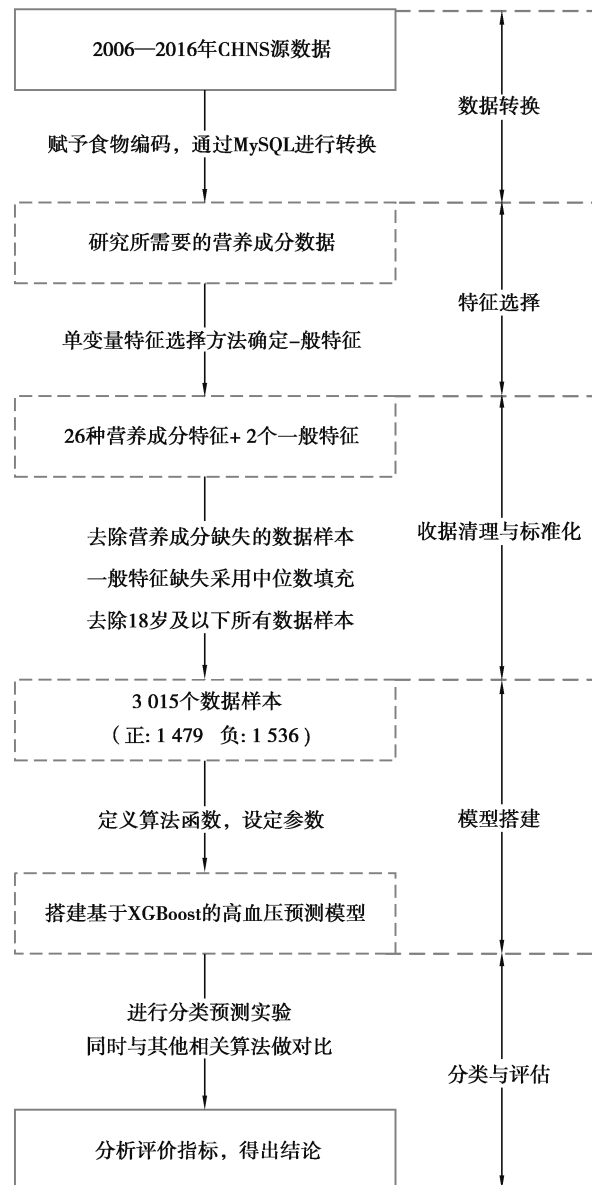 2006—2016年CHNS源数据
数据转换
赋予食物编码，通过MySQL进行转换
研究所需要的营养成分数据
特征选择
单变量特征选择方法确定-般特征
26种营养成分特征+ 2个一般特征
去除营养成分缺失的数据样本
收据清理与标准化
一般特征缺失采用中位数填充
去除18岁及以下所有数据样本
3 015个数据样本
（正: 1 479 负: 1 536 )
定义算法函数，设定参数
模型搭建
搭建基于XGBoost的高血压预测模型
进行分类预测实验
同时与其他相关算法做对比
分类与评估
分析评价指标，得出结论